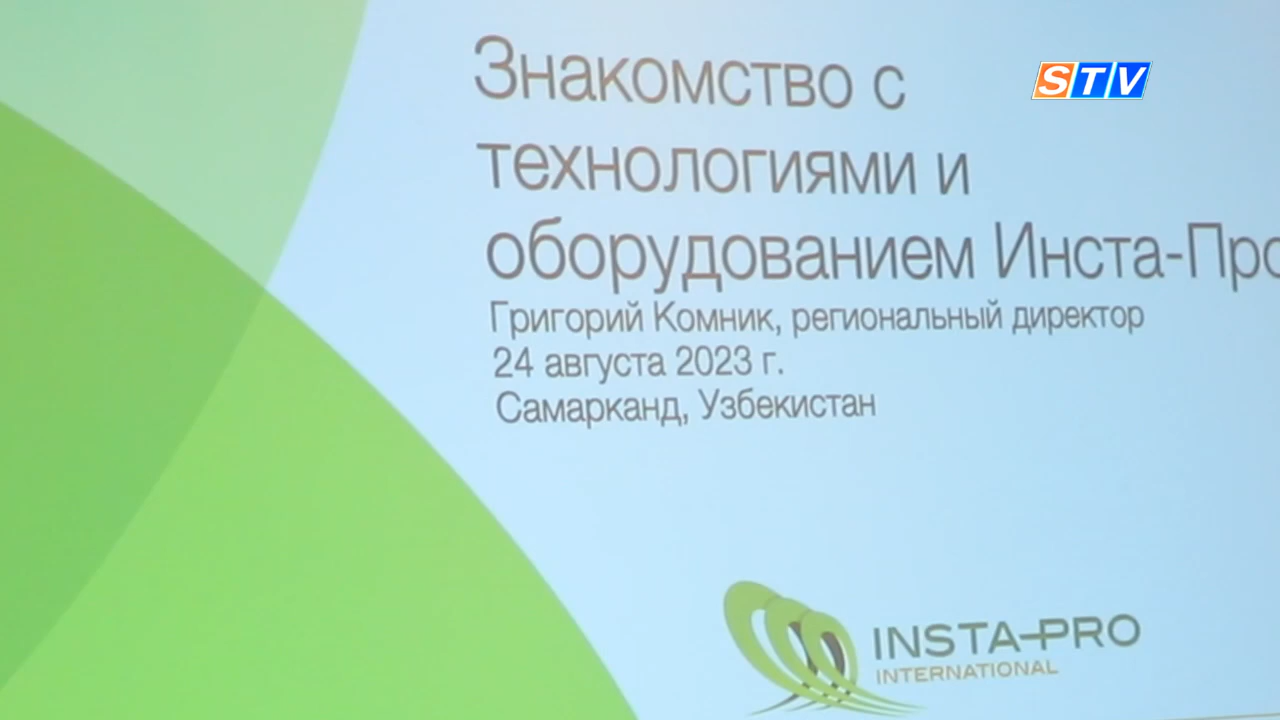 STV
Знакомство с
технологиями и
оборудованием Инста-Про
Григорий Комник, региональный директор
24 августа 2023 г.
Самарканд, Узбекистан
INSTA-PRO
INTERNATIONAL